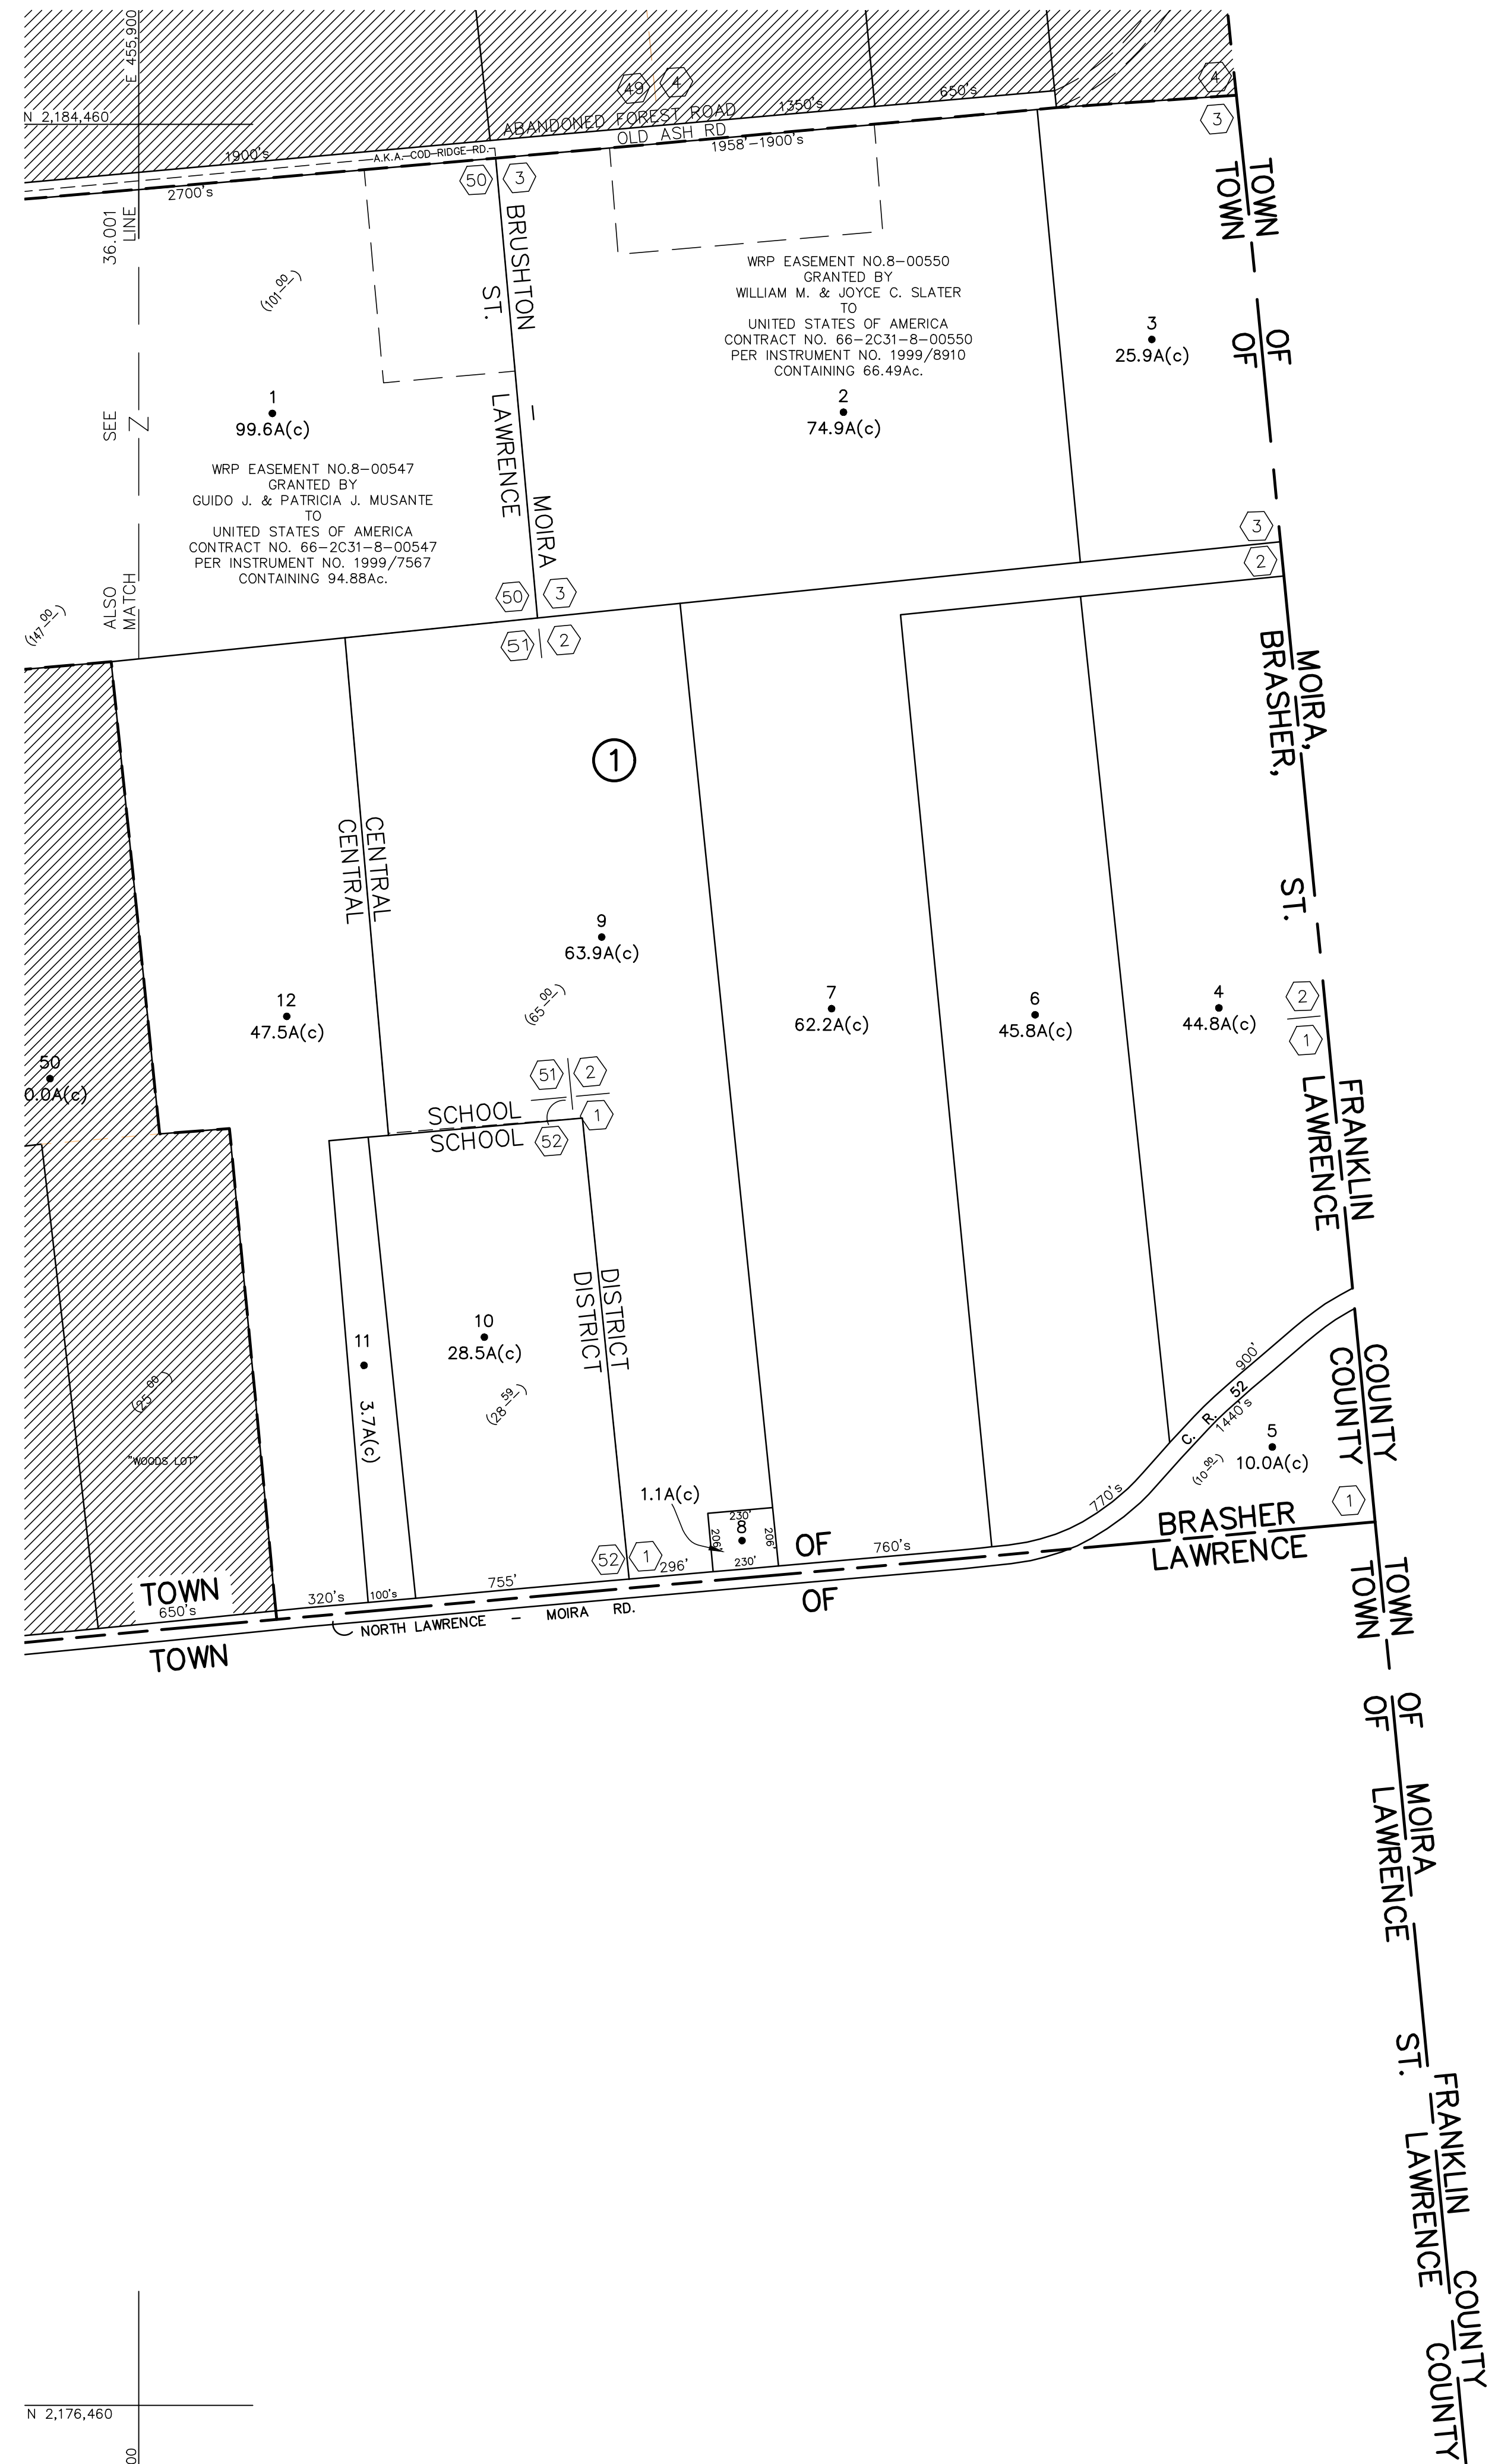 E 455,900
N 2,184,460
49
4
4
ABANDONED FOREST ROAD
1350's
650's
3
OLD ASH RD
1958'-1900's
1900's
A.K.A. COD RIDGE RD.
2700's
50
3
TOWN
TOWN
36.001
LINE
BRUSHTON
ST.
(101.00)
WRP EASEMENT NO.8-00550
GRANTED BY
WILLIAM M. & JOYCE C. SLATER
TO
UNITED STATES OF AMERICA
CONTRACT NO. 66-2C31-8-00550
PER INSTRUMENT NO. 1999/8910
CONTAINING 66.49Ac.
3
25.9A(c)
OF
OF
1
99.6A(c)
2
74.9A(c)
SEE
LAWRENCE
-
MOIRA
WRP EASEMENT NO.8-00547
GRANTED BY
GUIDO J. & PATRICIA J. MUSANTE
TO
UNITED STATES OF AMERICA
CONTRACT NO. 66-2C31-8-00547
PER INSTRUMENT NO. 1999/7567
CONTAINING 94.88Ac.
3
2
ALSO
MATCH
50
3
(147.00)
51
2
MOIRA,
BRASHER,
1
CENTRAL
CENTRAL
ST.
9
63.9A(c)
12
47.5A(c)
(65.00)
7
62.2A(c)
6
45.8A(c)
4
44.8A(c)
2
1
50
0.0A(c)
51
2
1
SCHOOL
SCHOOL
52
FRANKLIN
LAWRENCE
11
3.7A(c)
10
28.5A(c)
(28.59)
DISTRICT
DISTRICT
900'
C. R. 52
1440's
COUNTY
COUNTY
(25.00)
"WOODS LOT"
5
10.0A(c)
(10.00)
770's
1
1.1A(c)
230'
8
206'
206'
230'
BRASHER
LAWRENCE
OF
760's
52
1
296'
755'
100's
320's
TOWN
650's
OF
NORTH LAWRENCE - MOIRA RD.
TOWN
TOWN
TOWN
OF
OF
MOIRA
LAWRENCE
ST.
FRANKLIN
LAWRENCE
COUNTY
COUNTY
N 2,176,460
00